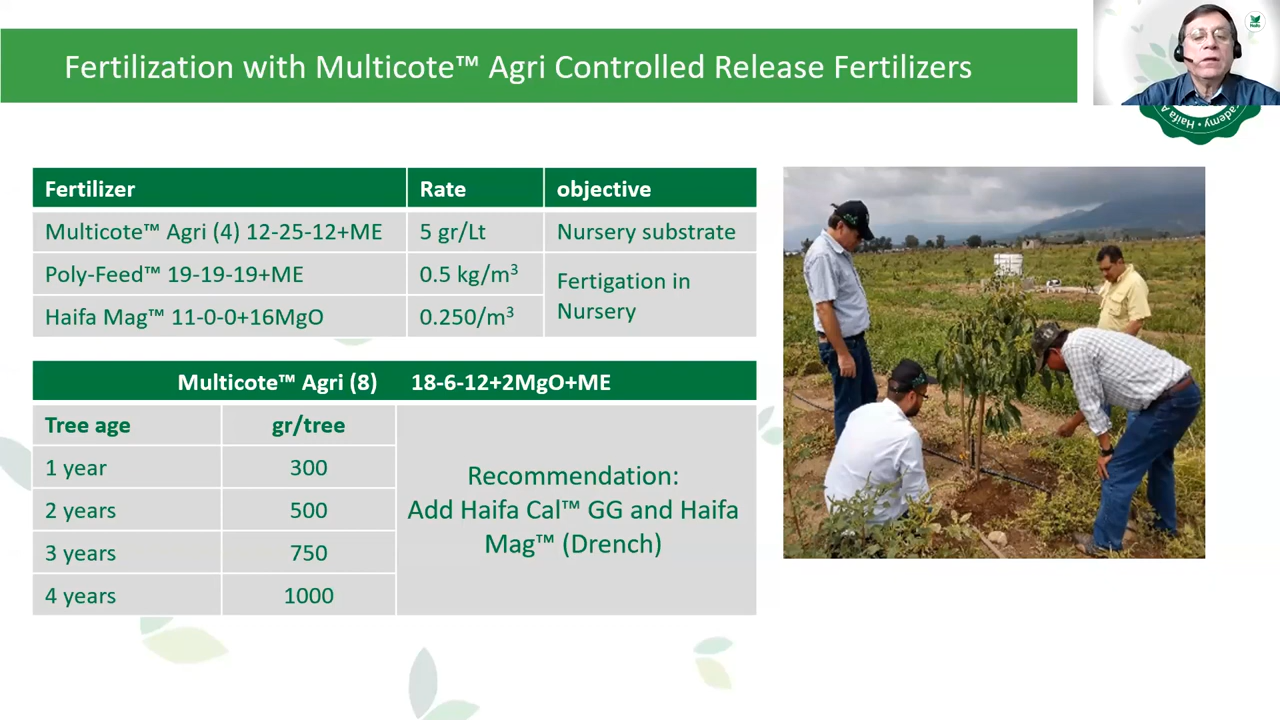 Fertilization with Multicote™ Agri Controlled Release Fertilizers
Haifa
ademy • Haifa A
Fertilizer Rate objective
Multicote™ Agri (4) 12-25-12+ME 5 gr/Lt Nursery substrate
Poly-Feed™ 19-19-19+ME 0.5 kg/m³ Fertigation in
Haifa Mag™ 11-0-0+16MgO 0.250/m³ Nursery
Multicote™ Agri (8) 18-6-12+2MgO+ME
Tree age gr/tree
1 year 300
2 years 500
3 years 750
4 years 1000
Recommendation:
Add Haifa Cal™ GG and Haifa
Mag™ (Drench)